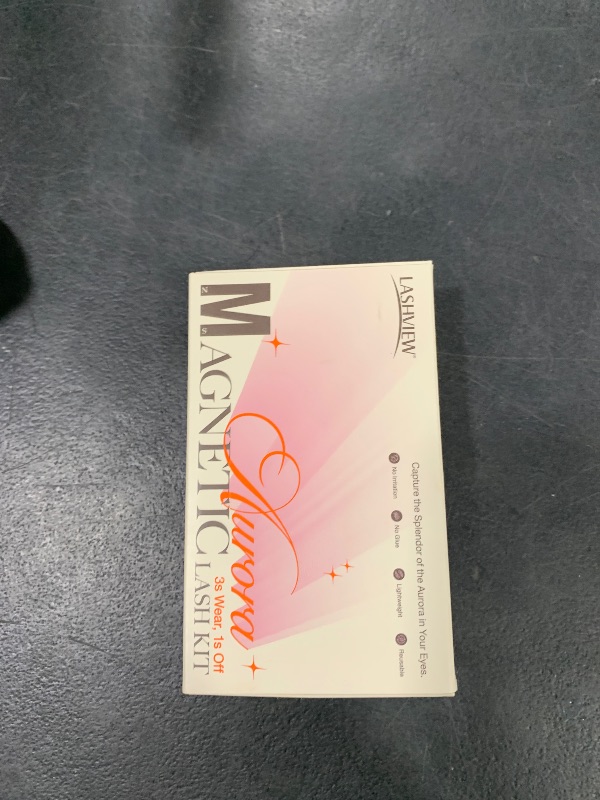 LASHVIEW
Capture the Splendor of the Aurora in Your Eyes.
No Irritation
No Glue
Lightweight
Reusable
Aurora
3s Wear, 1s Off
MAGNETIC LASH KIT
N S